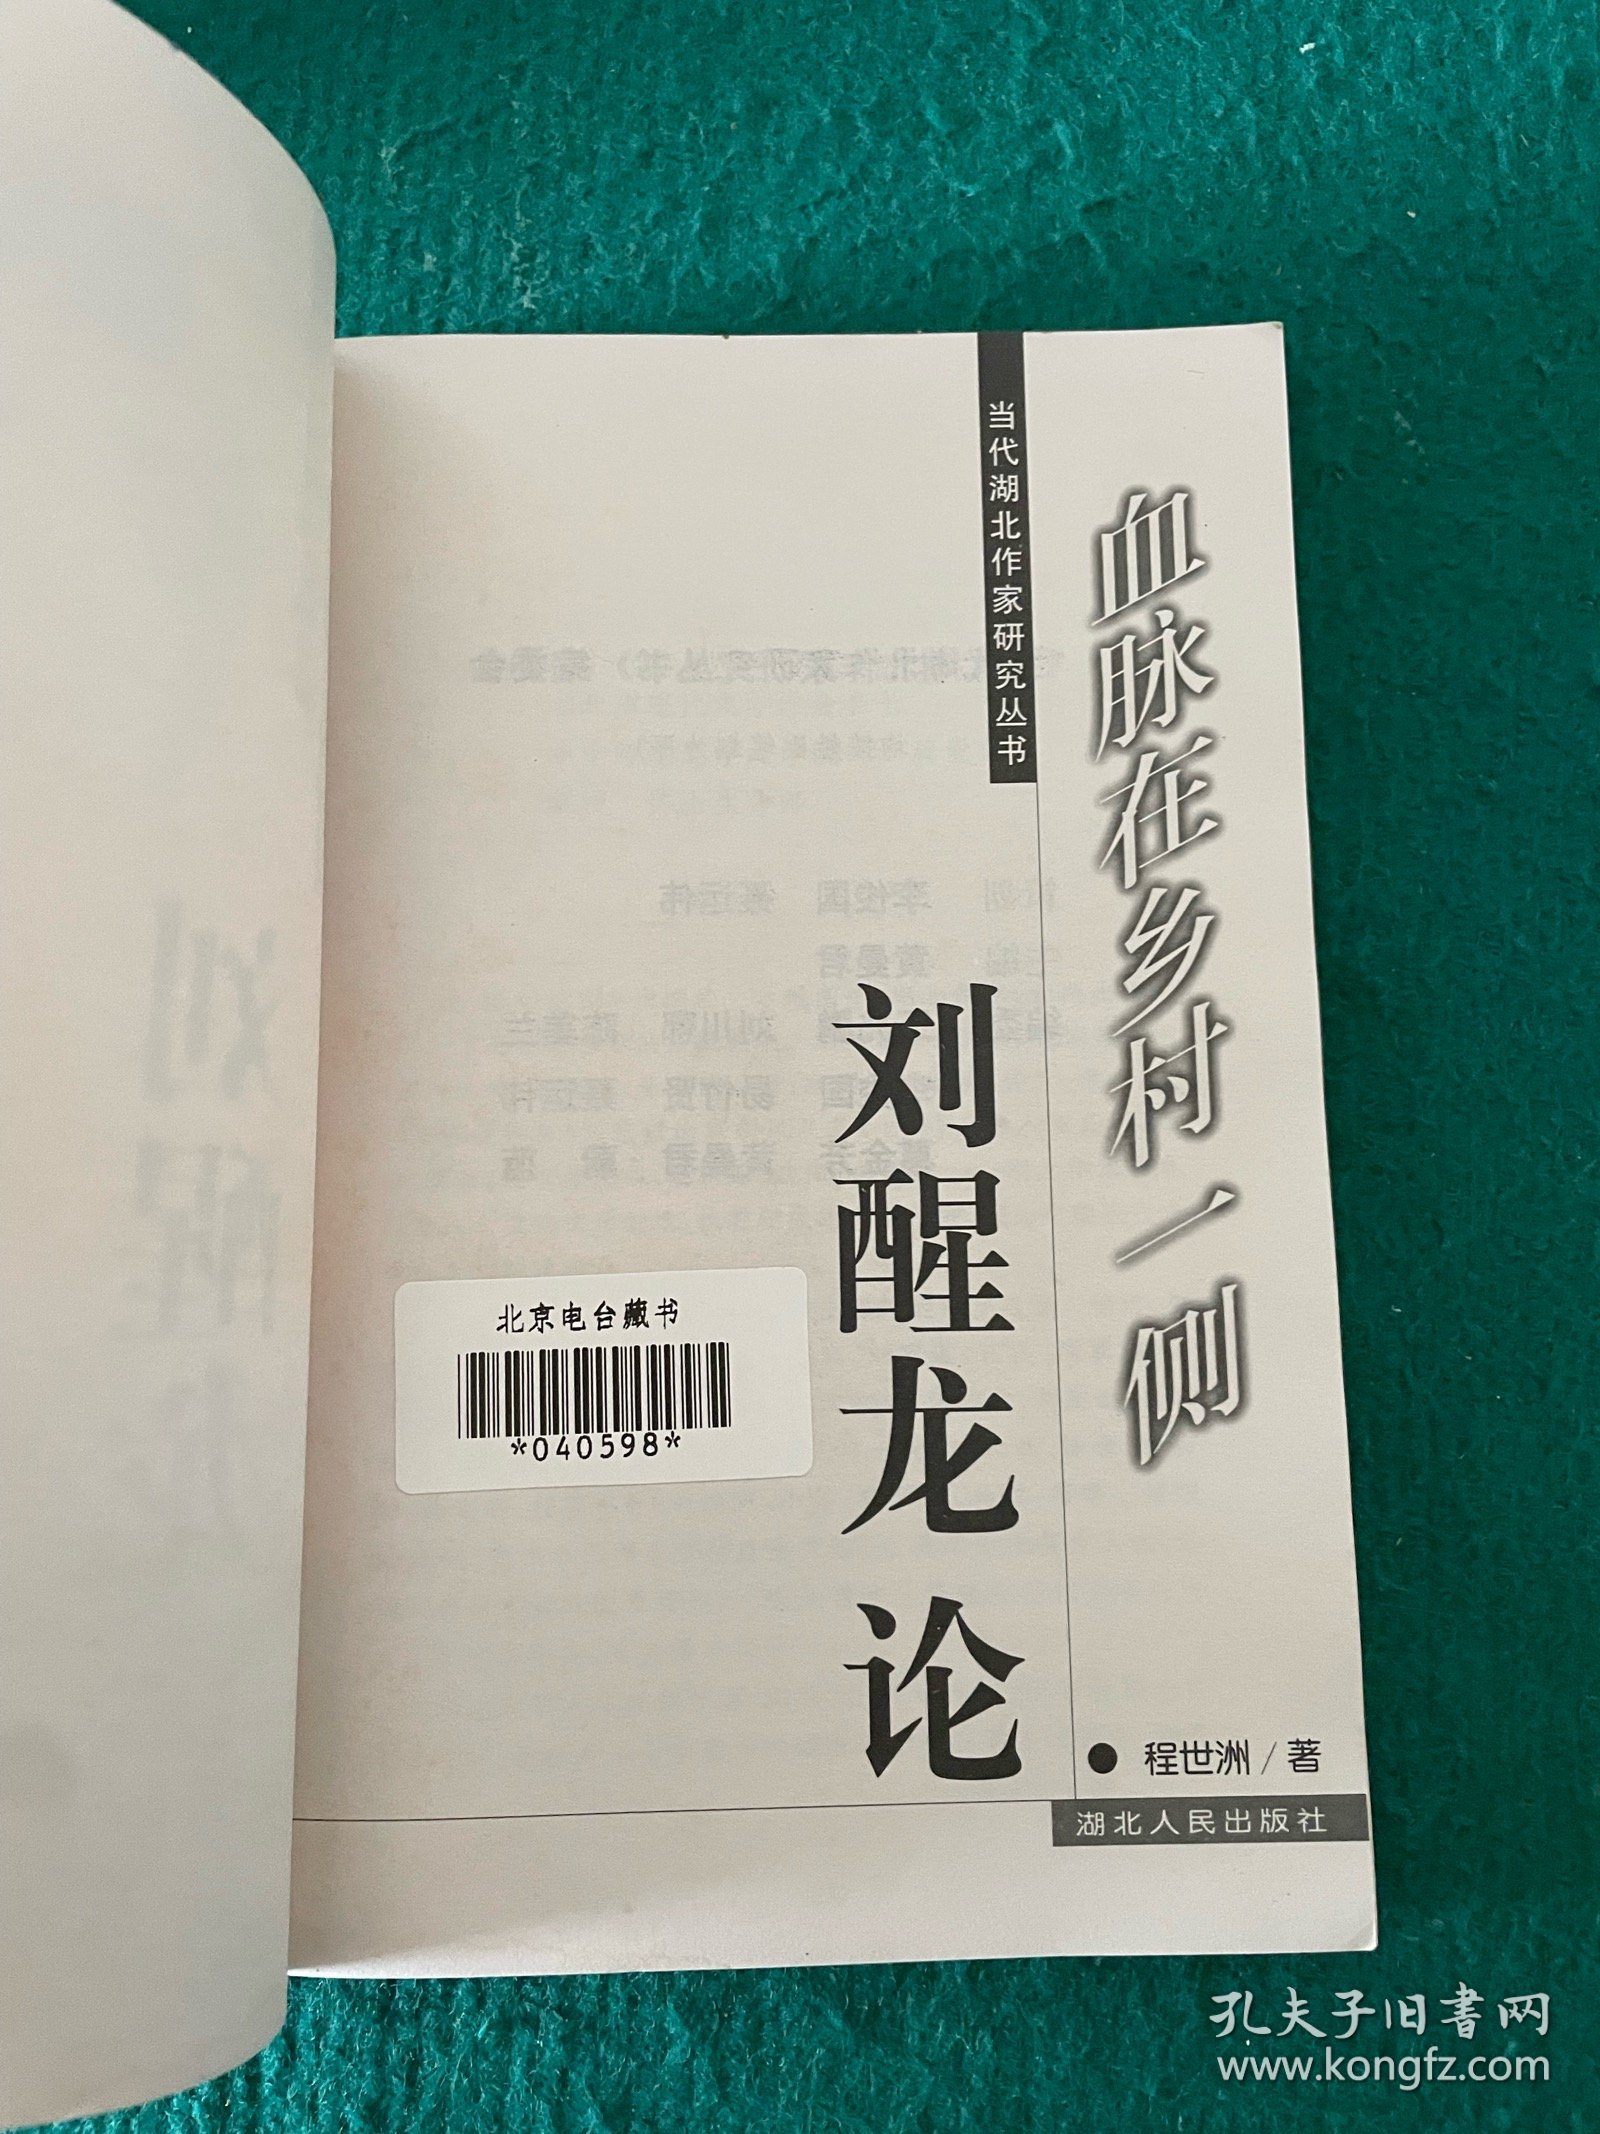 当代湖北作家研究丛书
血脉在乡村一侧
刘醒龙论
北京电台藏书
*040598*
●程世洲/著
湖北人民出版社
孔夫子旧书网
www.kongfz.com